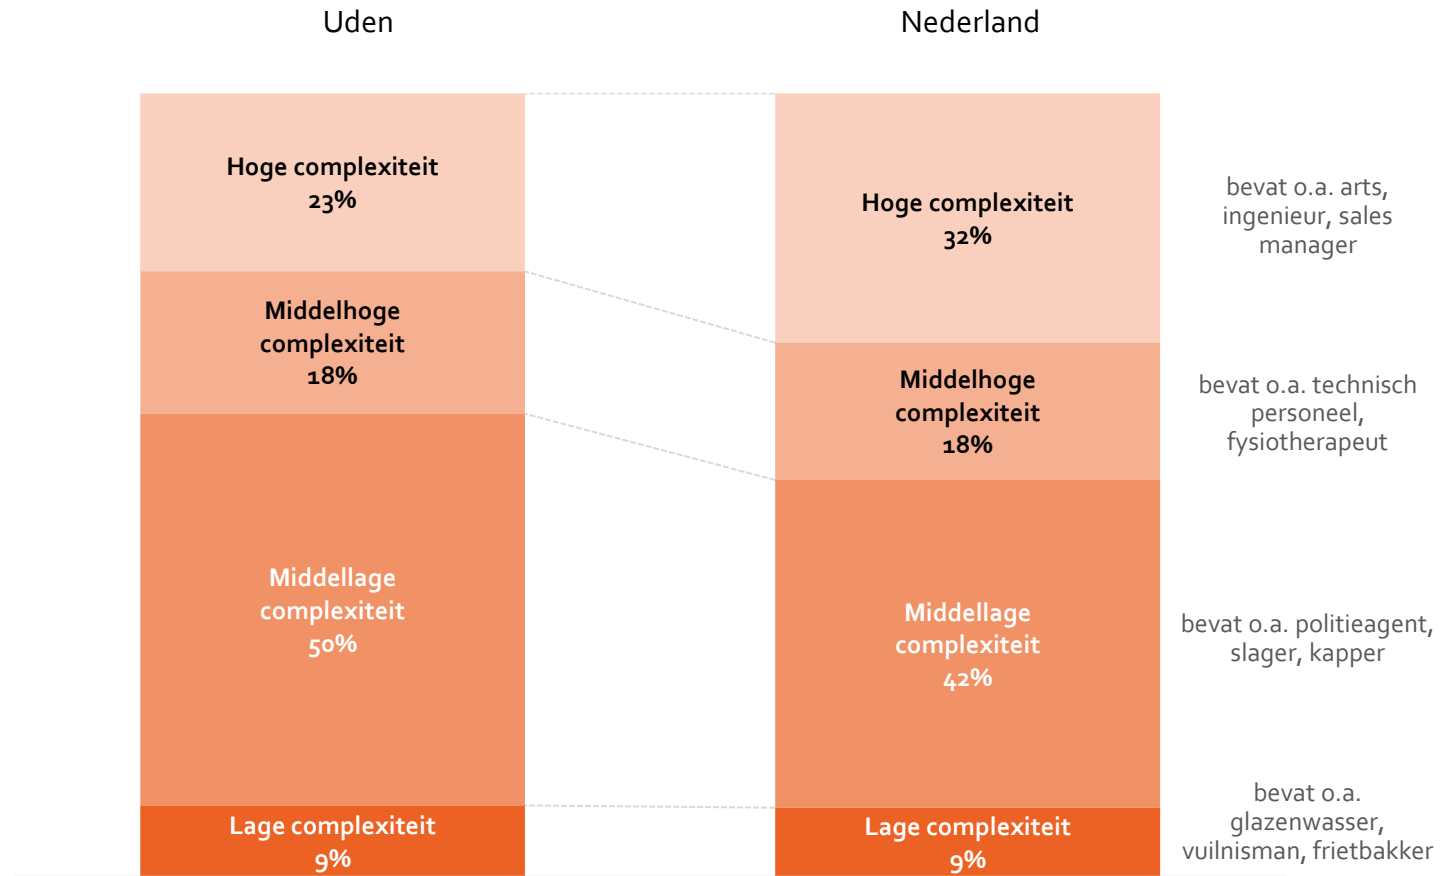 Uden
Nederland
Hoge complexiteit
23%
Middelhoge
complexiteit
18%
Middellage
complexiteit
50%
Lage complexiteit
9%
Hoge complexiteit
32%
Middelhoge
complexiteit
18%
Middellage
complexiteit
42%
Lage complexiteit
9%
bevat o.a. arts,
ingenieur, sales
manager
bevat o.a. technisch
personeel,
fysiotherapeut
bevat o.a. politieagent,
slager, kapper
bevat o.a.
glazenwasser,
vuilnisman, frietbakker